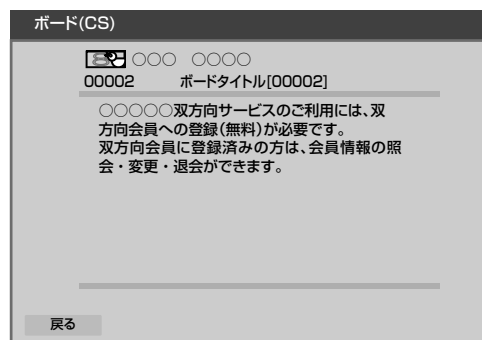 ボード(CS)
○○○ ○○○○
00002 ボードタイトル[00002]
○○○○○双方向サービスのご利用には、双
方向会員への登録(無料)が必要です。
双方向会員に登録済みの方は、会員情報の照
会・変更・退会ができます。
戻る